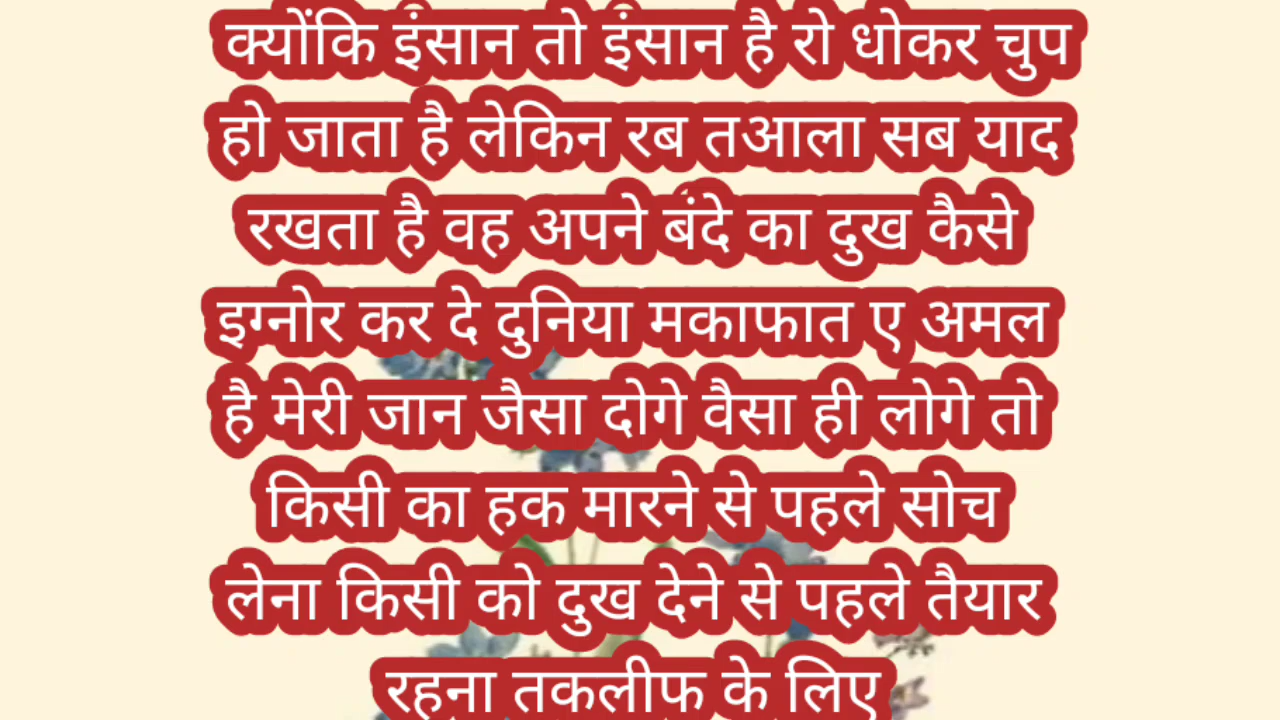 क्योंकि इंसान तो इंसान है रो धोकर चुप
हो जाता है लेकिन रब तआला सब याद
रखता है वह अपने बंदे का दुख कैसे
इग्नोर कर दे दुनिया मकाफात ए अमल
है मेरी जान जैसा दोगे वैसा ही लोगे तो
किसी का हक मारने से पहले सोच
लेना किसी को दुख देने से पहले तैयार
रहना तकलीफ के लिए